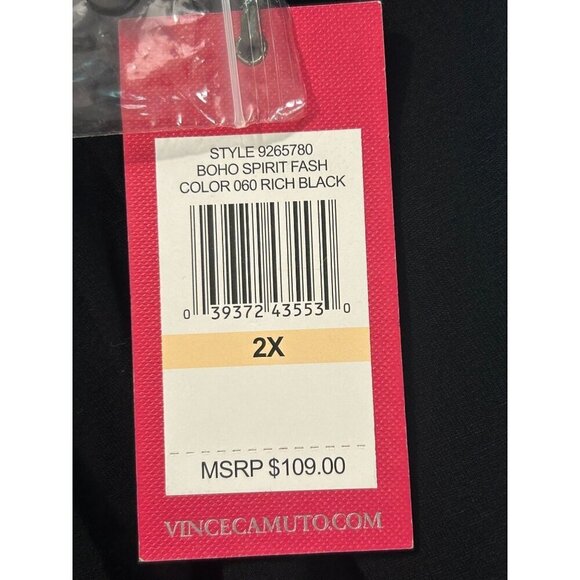 STYLE 9265780
BOHO SPIRIT FASH
COLOR 060 RICH BLACK
0 39372 43553 0
2X
MSRP $109.00
VINCECAMUTO.COM